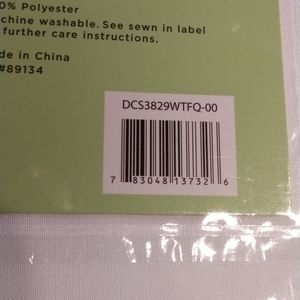 0% Polyester
chine washable. See sewn in label
further care instructions.
de in China
#89134
DCS3829WTFQ-00
7 83048 13732 6